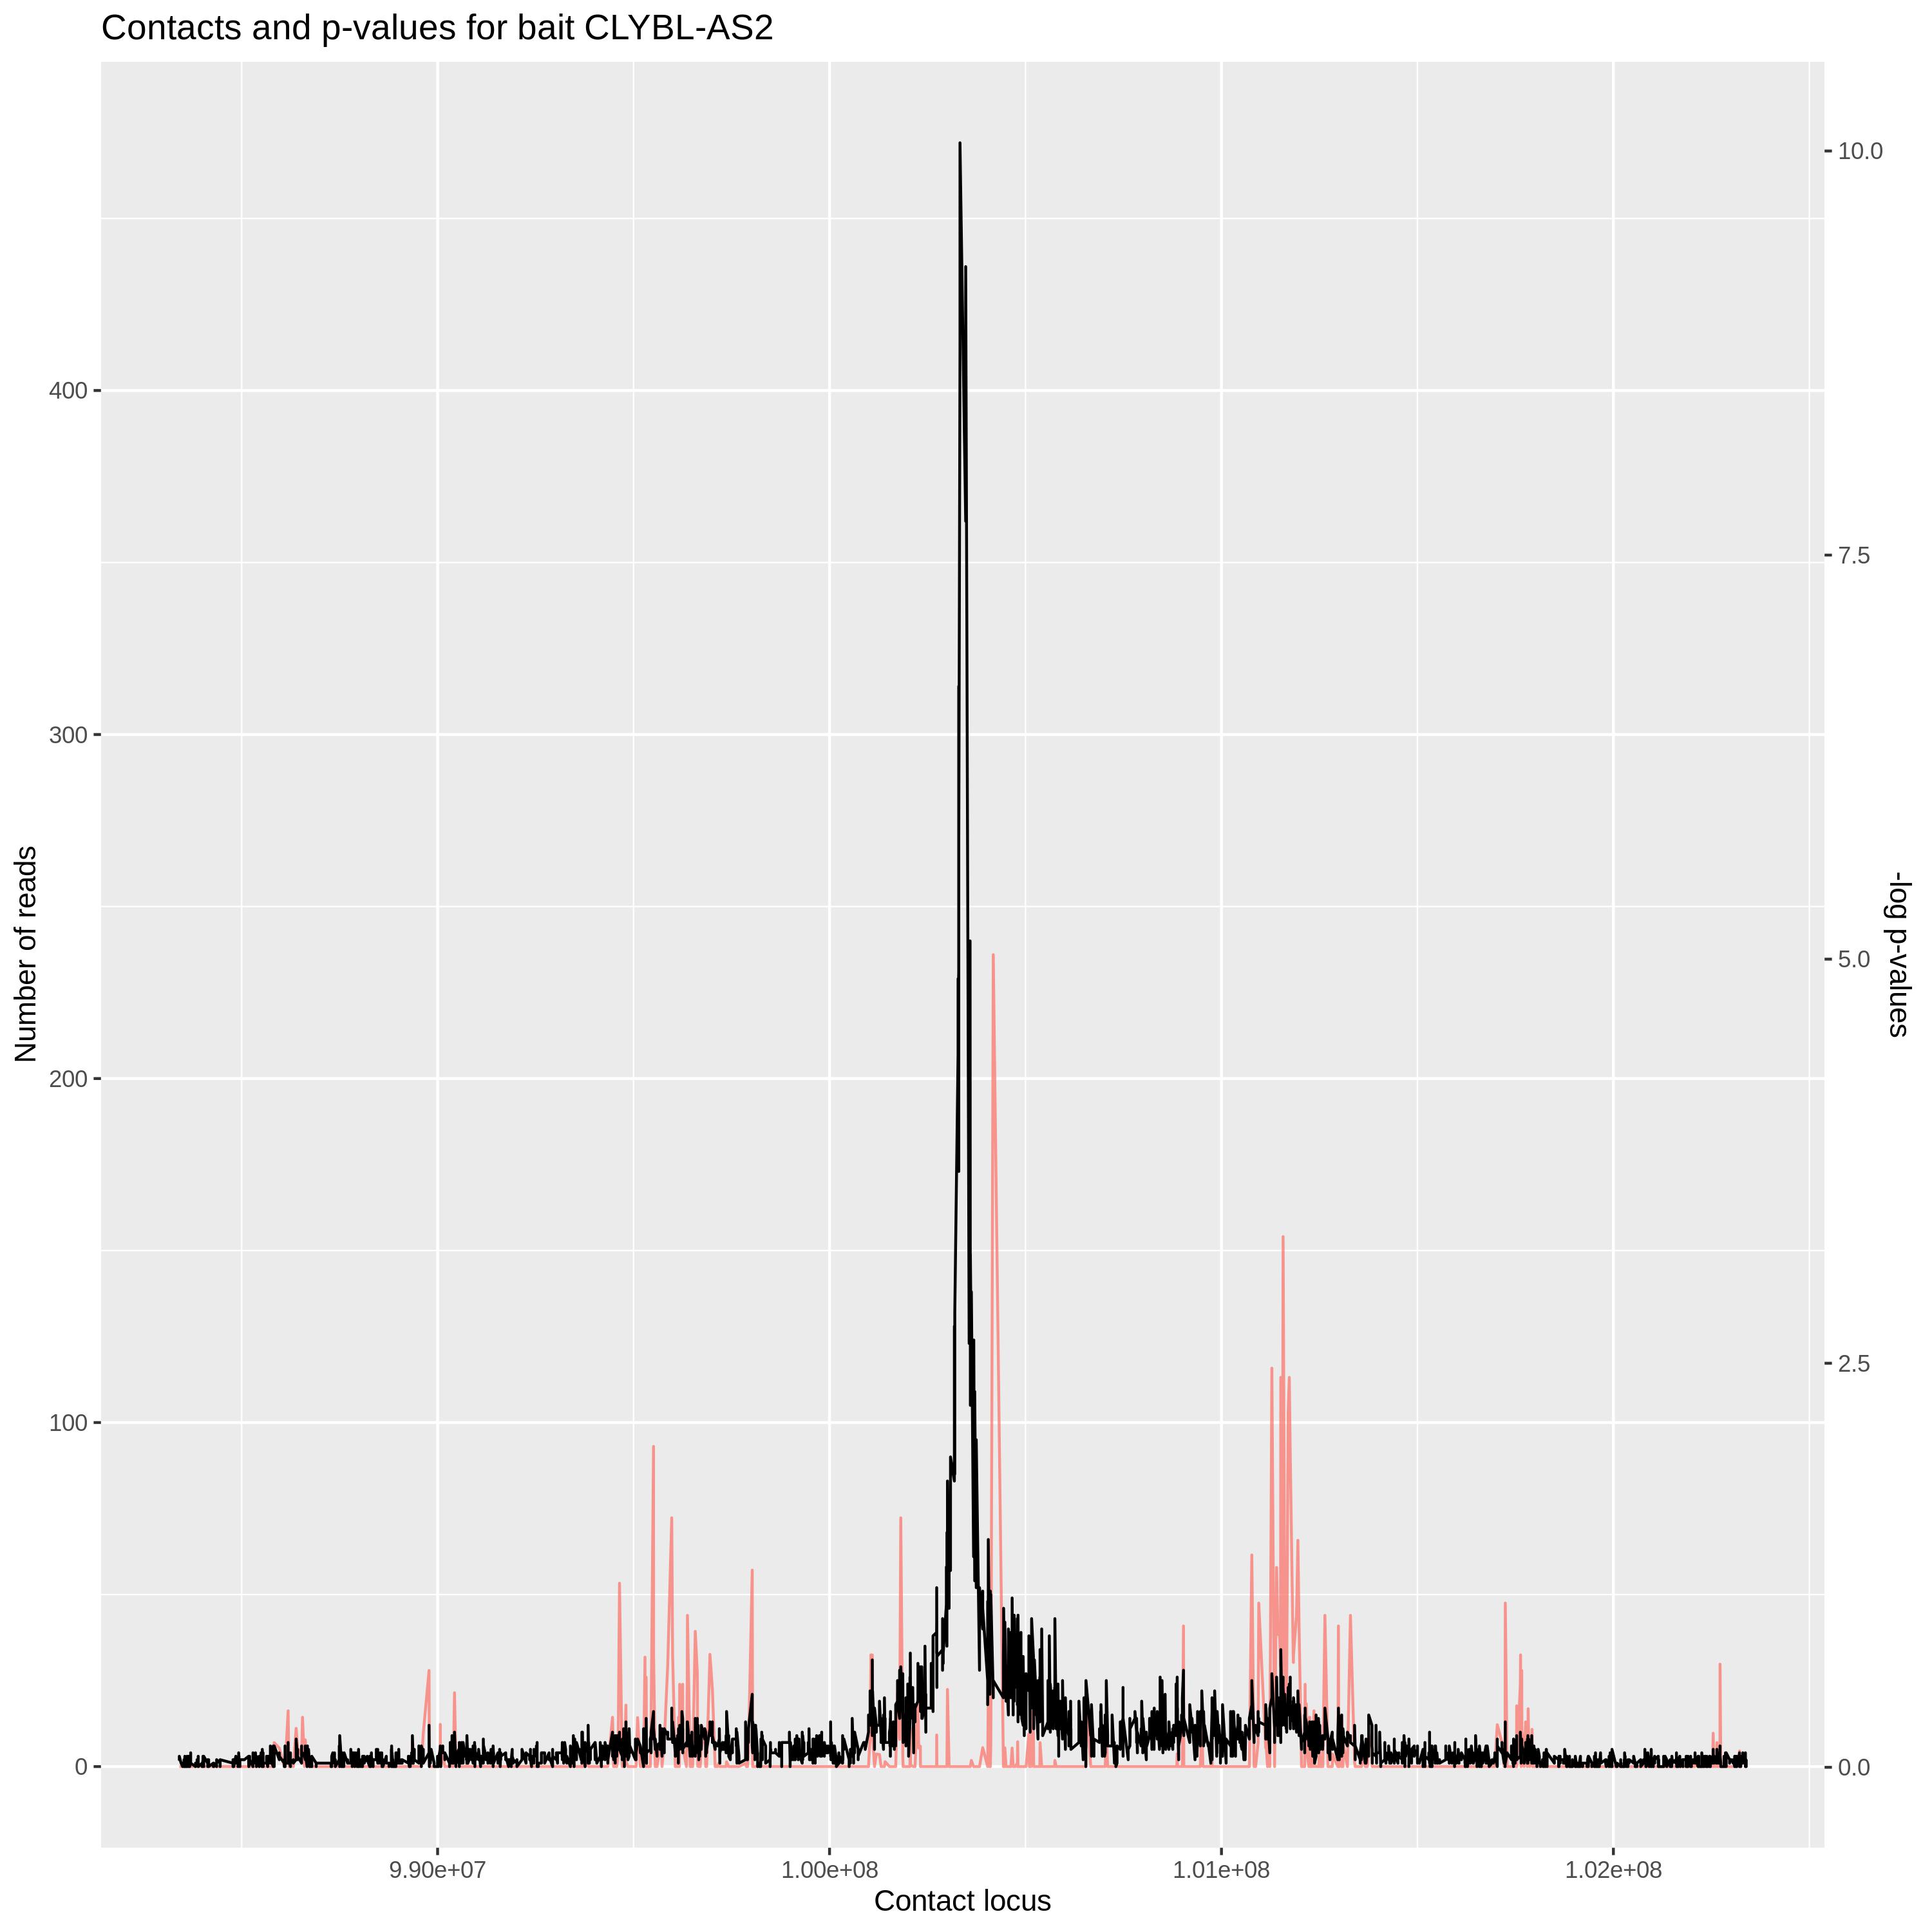 Contacts and p-values for bait CLYBL-AS2
Number of reads
400
300
200
100
0
10.0
7.5
5.0
2.5
0.0
-log p-values
9.90e+07
1.00e+08
1.01e+08
1.02e+08
Contact locus